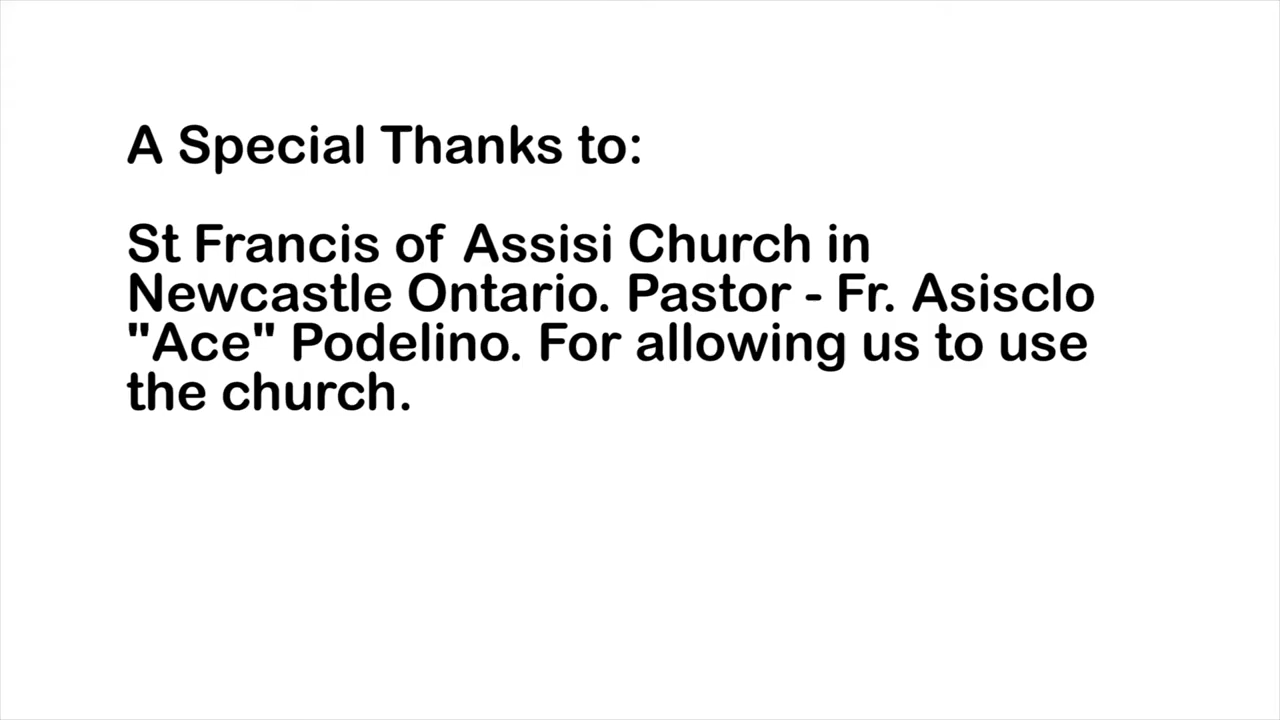 A Special Thanks to:
St Francis of Assisi Church in
Newcastle Ontario. Pastor - Fr. Asisclo
"Ace" Podelino. For allowing us to use
the church.